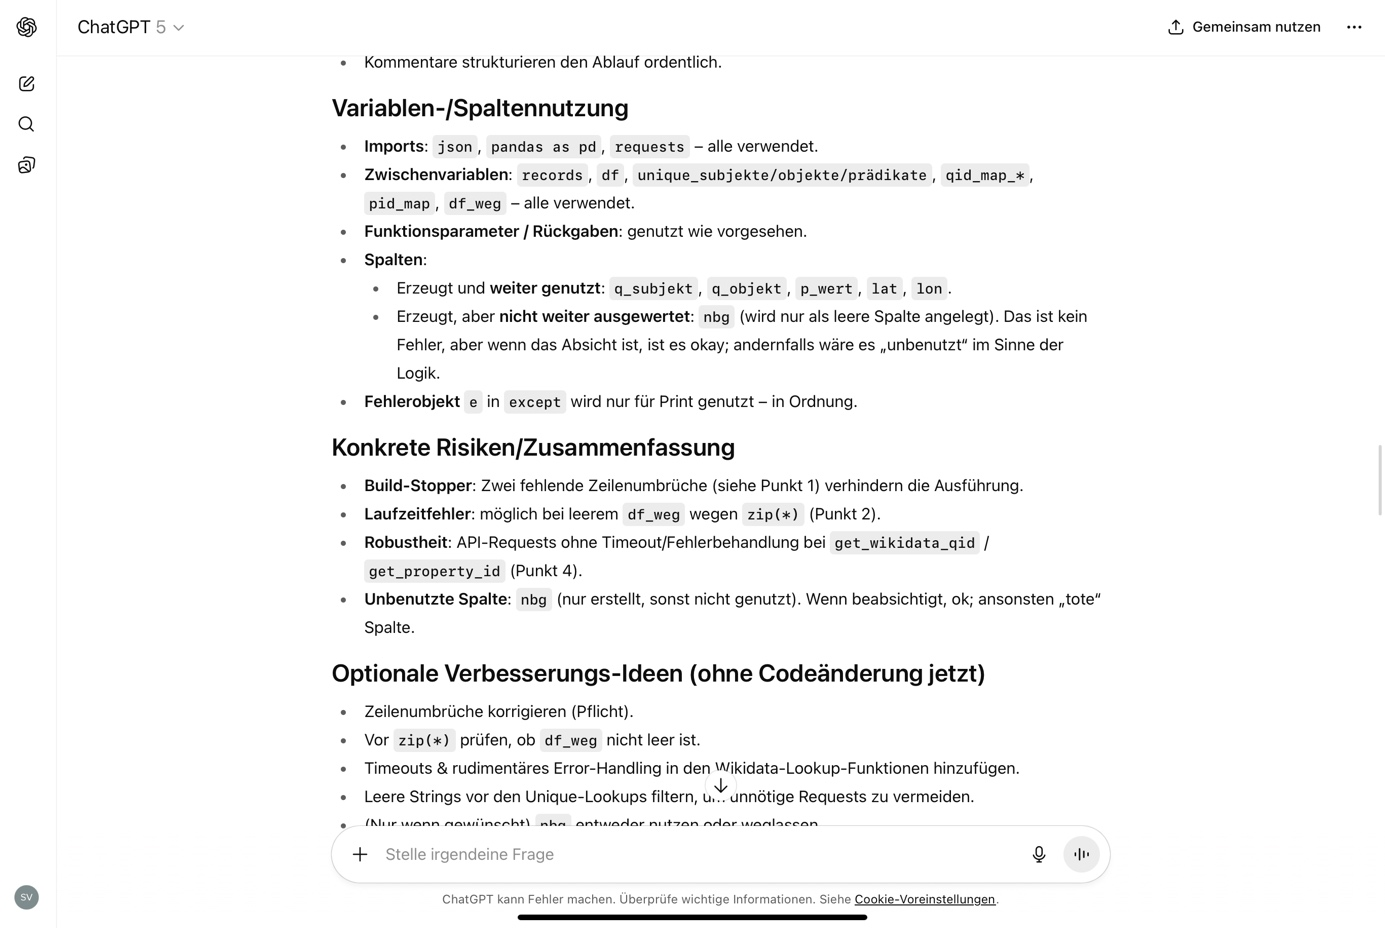 ChatGPT 5
Gemeinsam nutzen
Kommentare strukturieren den Ablauf ordentlich.
Variablen-/Spaltennutzung
Imports: json, pandas as pd, requests – alle verwendet.
Zwischenvariablen: records, df, unique_subjekte/objekte/prädikate, qid_map_*,
pid_map, df_weg – alle verwendet.
Funktionsparameter / Rückgaben: genutzt wie vorgesehen.
Spalten:
Erzeugt und weiter genutzt: q_subjekt, q_objekt, p_wert, lat, lon.
Erzeugt, aber nicht weiter ausgewertet: nbg (wird nur als leere Spalte angelegt). Das ist kein
Fehler, aber wenn das Absicht ist, ist es okay; andernfalls wäre es „unbenutzt“ im Sinne der
Logik.
Fehlerobjekt e in except wird nur für Print genutzt – in Ordnung.
Konkrete Risiken/Zusammenfassung
Build-Stopper: Zwei fehlende Zeilenumbrüche (siehe Punkt 1) verhindern die Ausführung.
Laufzeitfehler: möglich bei leerem df_weg wegen zip(*) (Punkt 2).
Robustheit: API-Requests ohne Timeout/Fehlerbehandlung bei get_wikidata_qid /
get_property_id (Punkt 4).
Unbenutzte Spalte: nbg (nur erstellt, sonst nicht genutzt). Wenn beabsichtigt, ok; ansonsten „tote“
Spalte.
Optionale Verbesserungs-Ideen (ohne Codeänderung jetzt)
Zeilenumbrüche korrigieren (Pflicht).
Vor zip(*) prüfen, ob df_weg nicht leer ist.
Timeouts & rudimentäres Error-Handling in den Wikidata-Lookup-Funktionen hinzufügen.
Leere Strings vor den Unique-Lookups filtern, unnötige Requests zu vermeiden.
(Nur wenn gewünscht) nbg entweder nutzen oder weglassen
Stelle irgendeine Frage
SV
ChatGPT kann Fehler machen. Überprüfe wichtige Informationen. Siehe Cookie-Voreinstellungen.